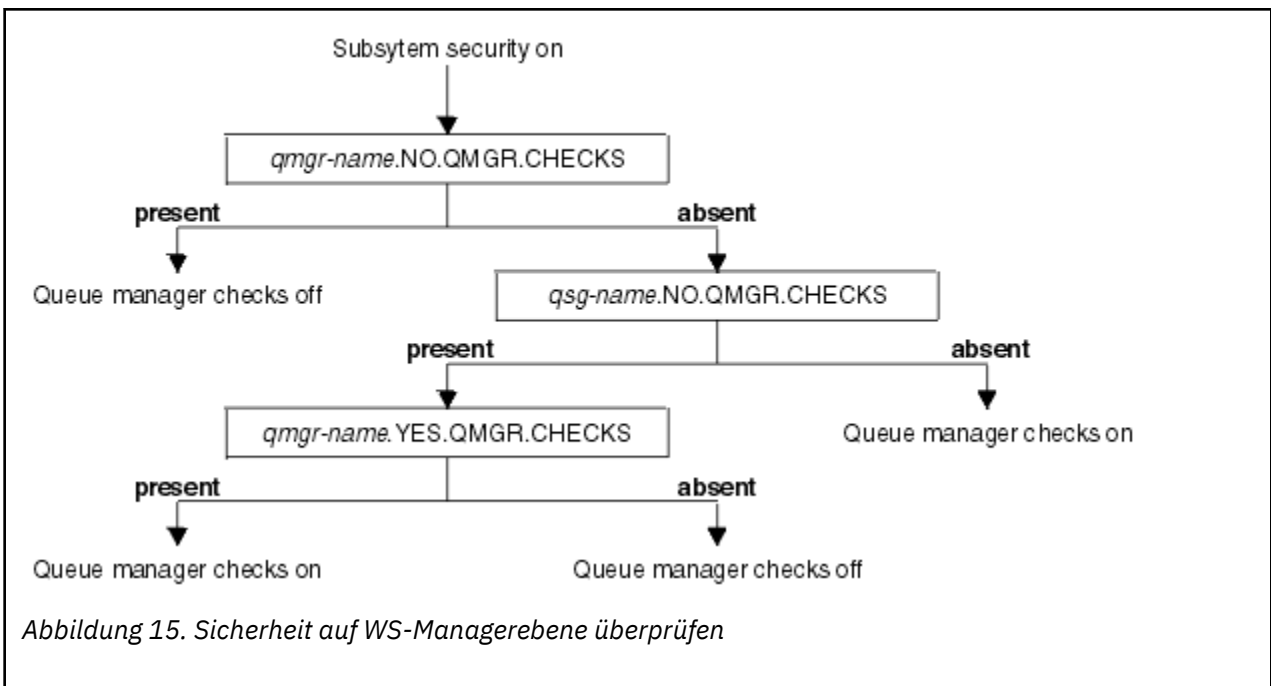 Subsytem security on
qmgr-name.NO.QMGR.CHECKS
present
absent
Queue manager checks off
qsg-name.NO.QMGR.CHECKS
present
absent
qmgr-name.YES.QMGR.CHECKS
Queue manager checks on
present
absent
Queue manager checks on
Queue manager checks off
Abbildung 15. Sicherheit auf WS-Managerebene überprüfen